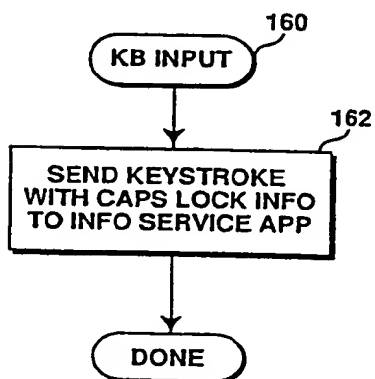 160
KB INPUT
162
SEND KEYSTROKE
WITH CAPS LOCK INFO
TO INFO SERVICE APP
DONE